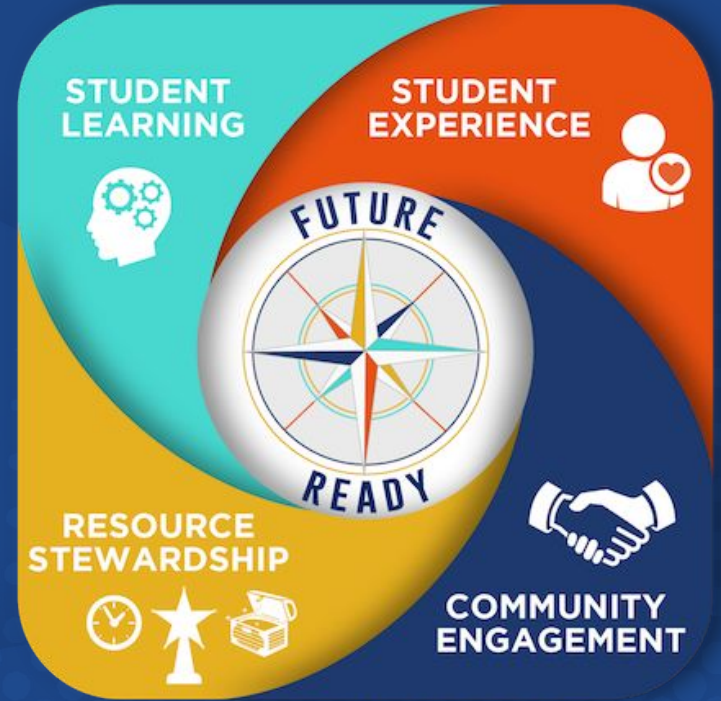 STUDENT
LEARNING
STUDENT
EXPERIENCE
FUTURE
READY
RESOURCE
STEWARDSHIP
COMMUNITY
ENGAGEMENT